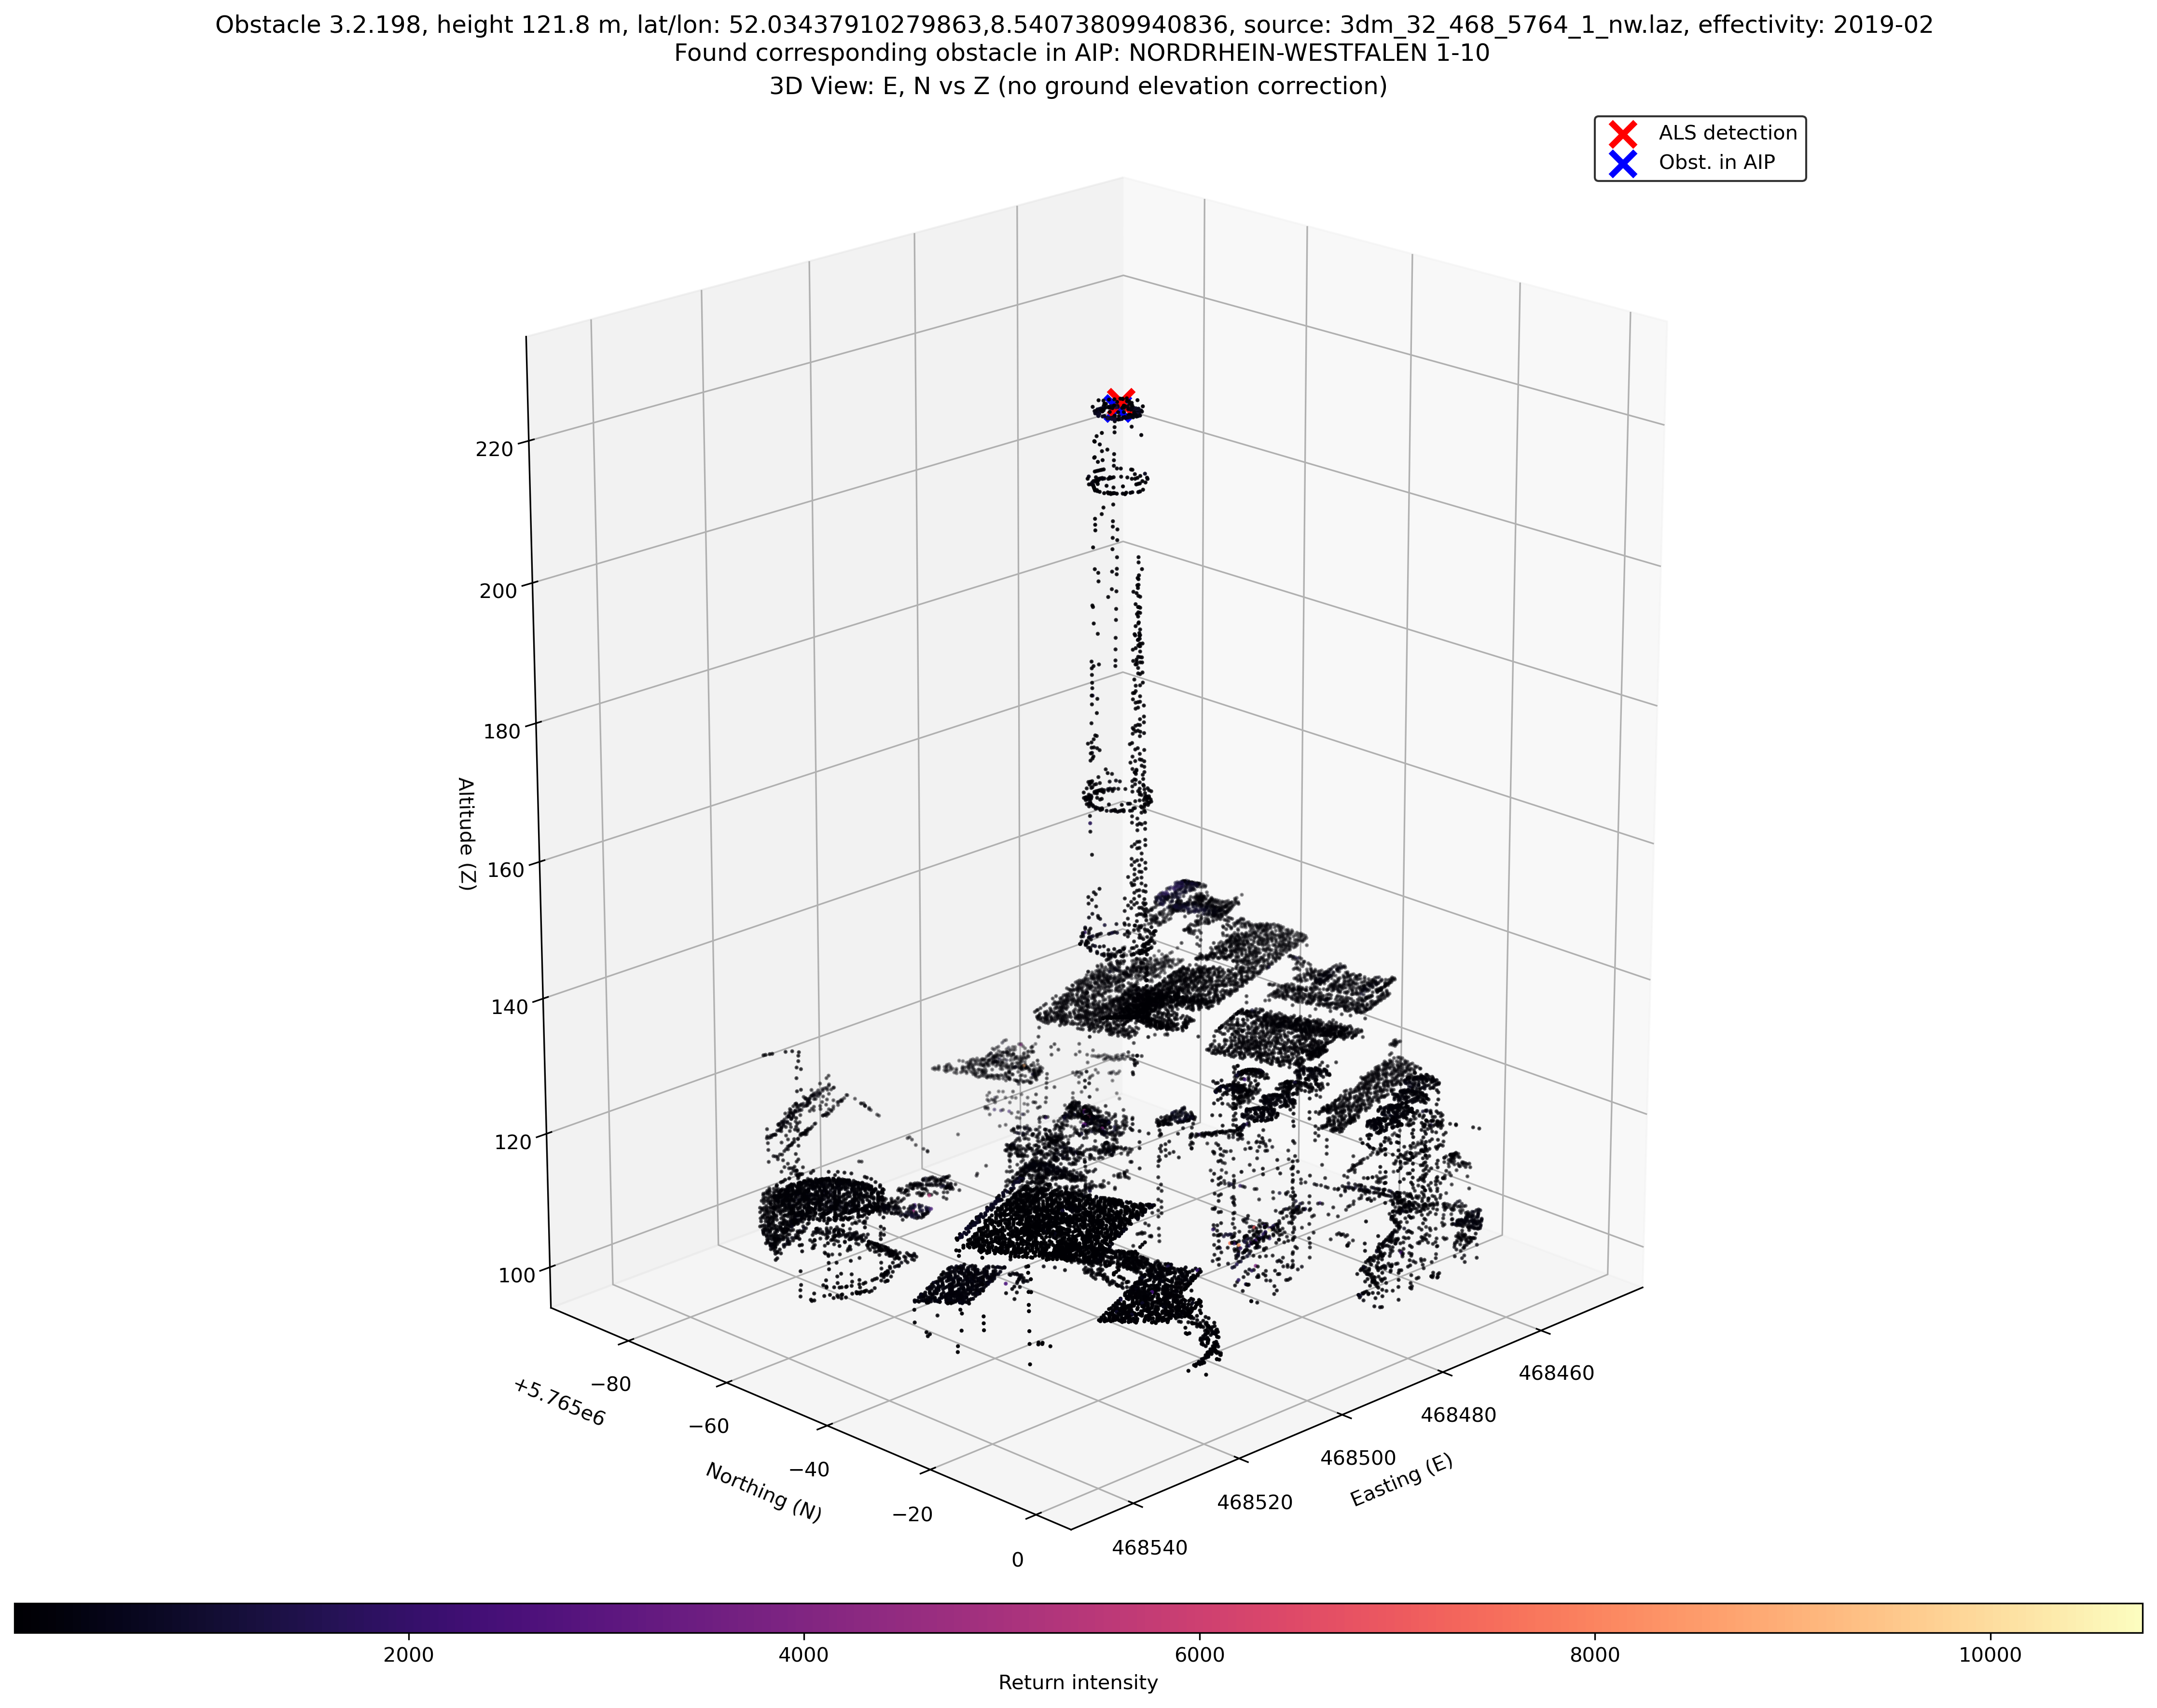 Obstacle 3.2.198, height 121.8 m, lat/lon: 52.03437910279863,8.54073809940836, source: 3dm_32_468_5764_1_nw.laz, effectivity: 2019-02
Found corresponding obstacle in AIP: NORDRHEIN-WESTFALEN 1-10
3D View: E, N vs Z (no ground elevation correction)
ALS detection
Obst. in AIP
220
200
180
160
140
120
100
Altitude (Z)
+5.765e6
−80
−60
−40
−20
0
Northing (N)
468460
468480
468500
468520
468540
Easting (E)
2000
4000
6000
8000
10000
Return intensity